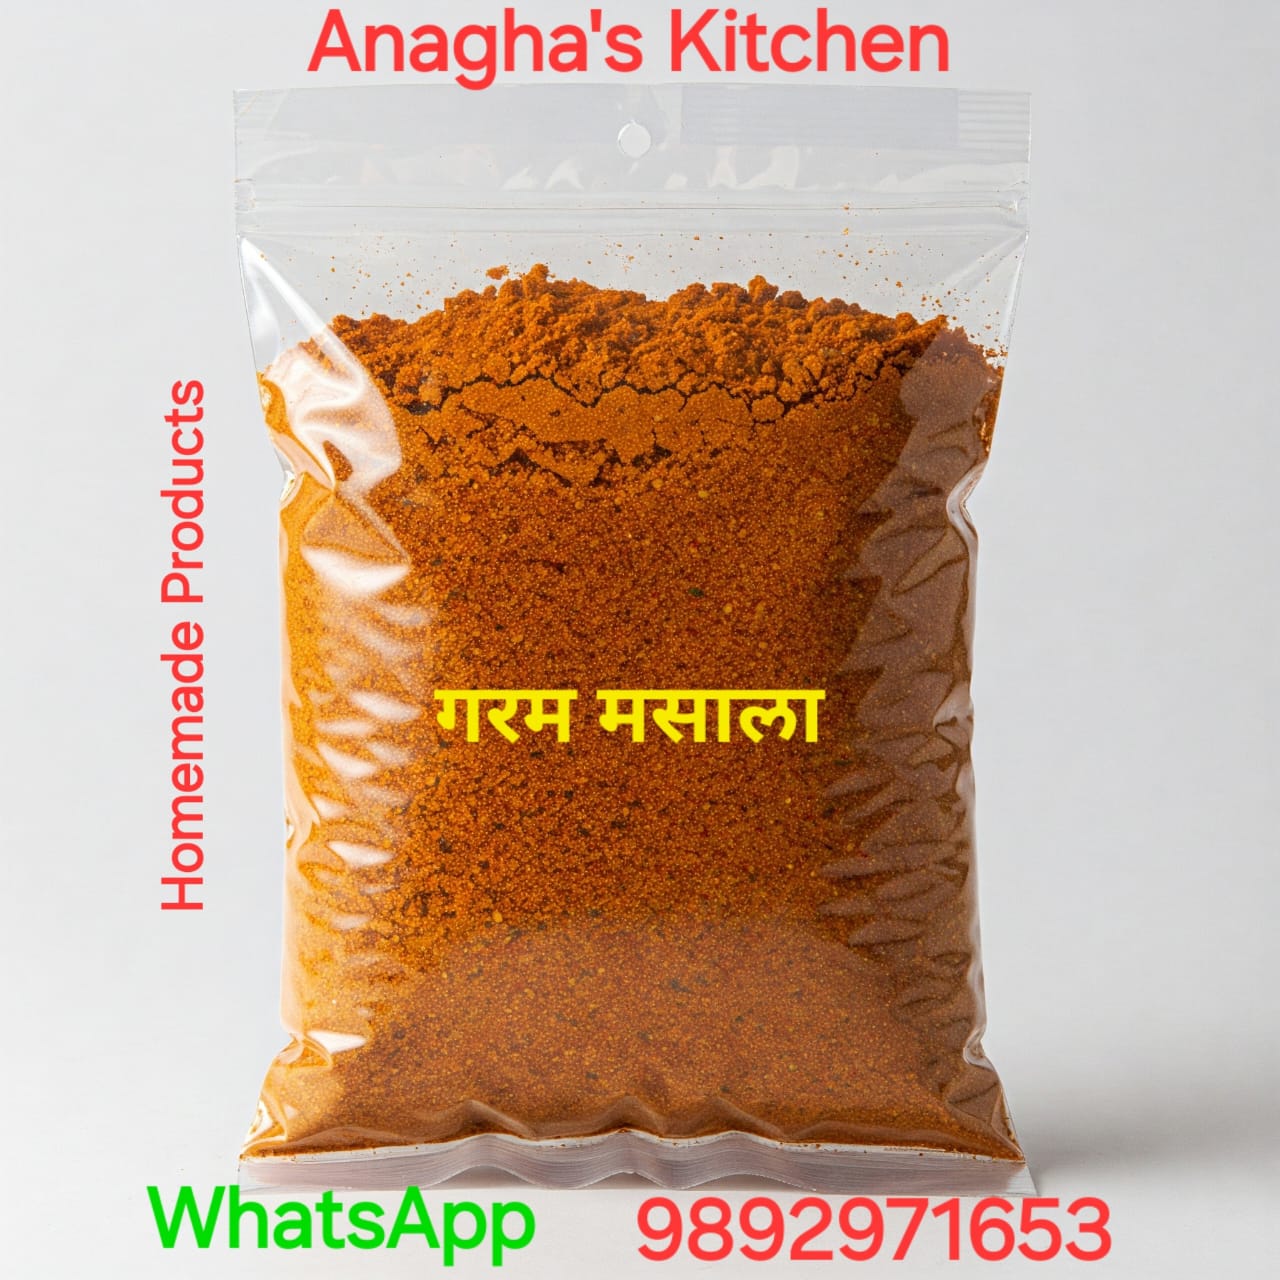 Anagha's Kitchen
Homemade Products
गरम मसाला
WhatsApp 9892971653